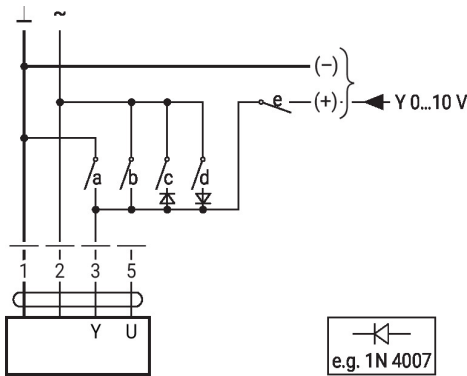 ⊥ ~
(−)
e (+) Y 0...10 V
a b c d
1 2 3 5
Y U
e.g. 1N 4007